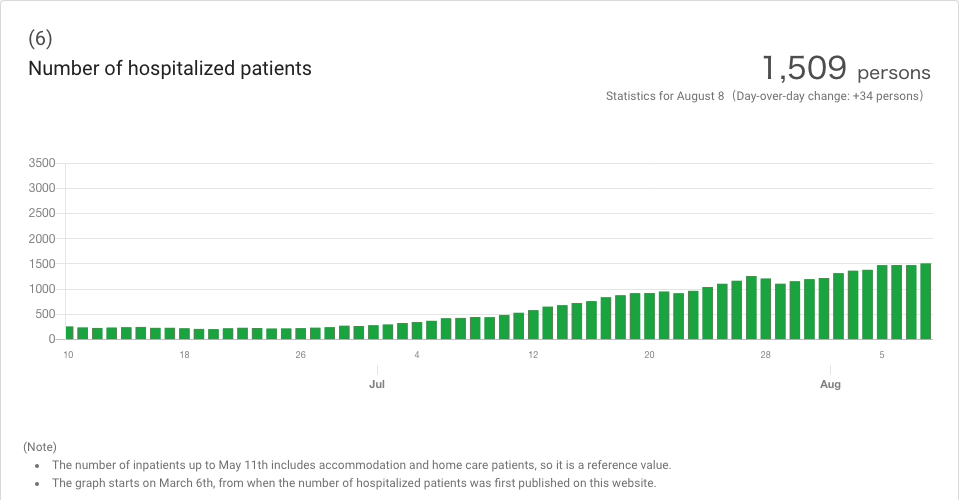 (6)
Number of hospitalized patients
1,509 persons
Statistics for August 8（Day-over-day change: +34 persons）
3500
3000
2500
2000
1500
1000
500
0
10 18 26 4 12 20 28 5
Jul Aug
(Note)
• The number of inpatients up to May 11th includes accommodation and home care patients, so it is a reference value.
• The graph starts on March 6th, from when the number of hospitalized patients was first published on this website.